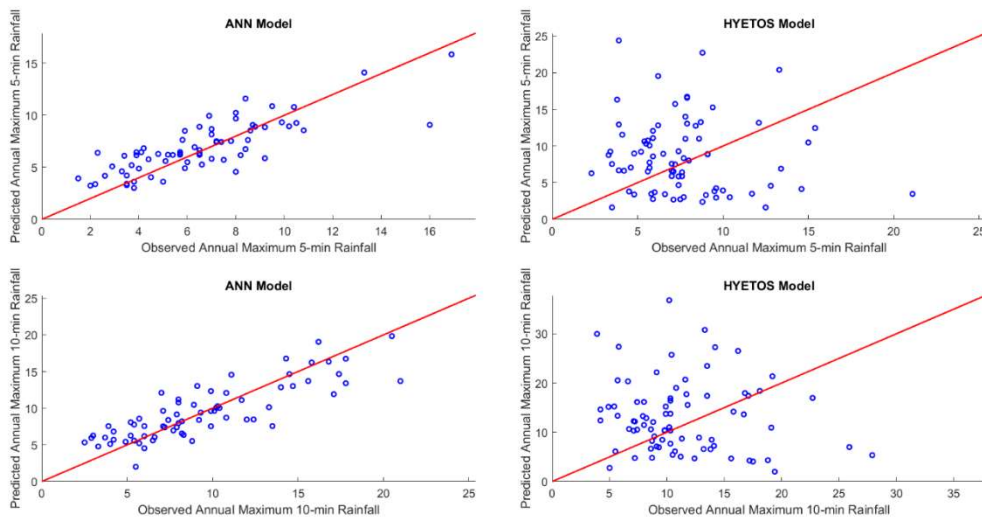 ANN Model
Predicted Annual Maximum 5-min Rainfall
15
10
5
0
0 2 4 6 8 10 12 14 16
Observed Annual Maximum 5-min Rainfall
HYETOS Model
Predicted Annual Maximum 5-min Rainfall
25
20
15
10
5
0
0 5 10 15 20 25
Observed Annual Maximum 5-min Rainfall
ANN Model
Predicted Annual Maximum 10-min Rainfall
25
20
15
10
5
0
0 5 10 15 20 25
Observed Annual Maximum 10-min Rainfall
HYETOS Model
Predicted Annual Maximum 10-min Rainfall
30
20
10
0
0 5 10 15 20 25 30 35
Observed Annual Maximum 10-min Rainfall